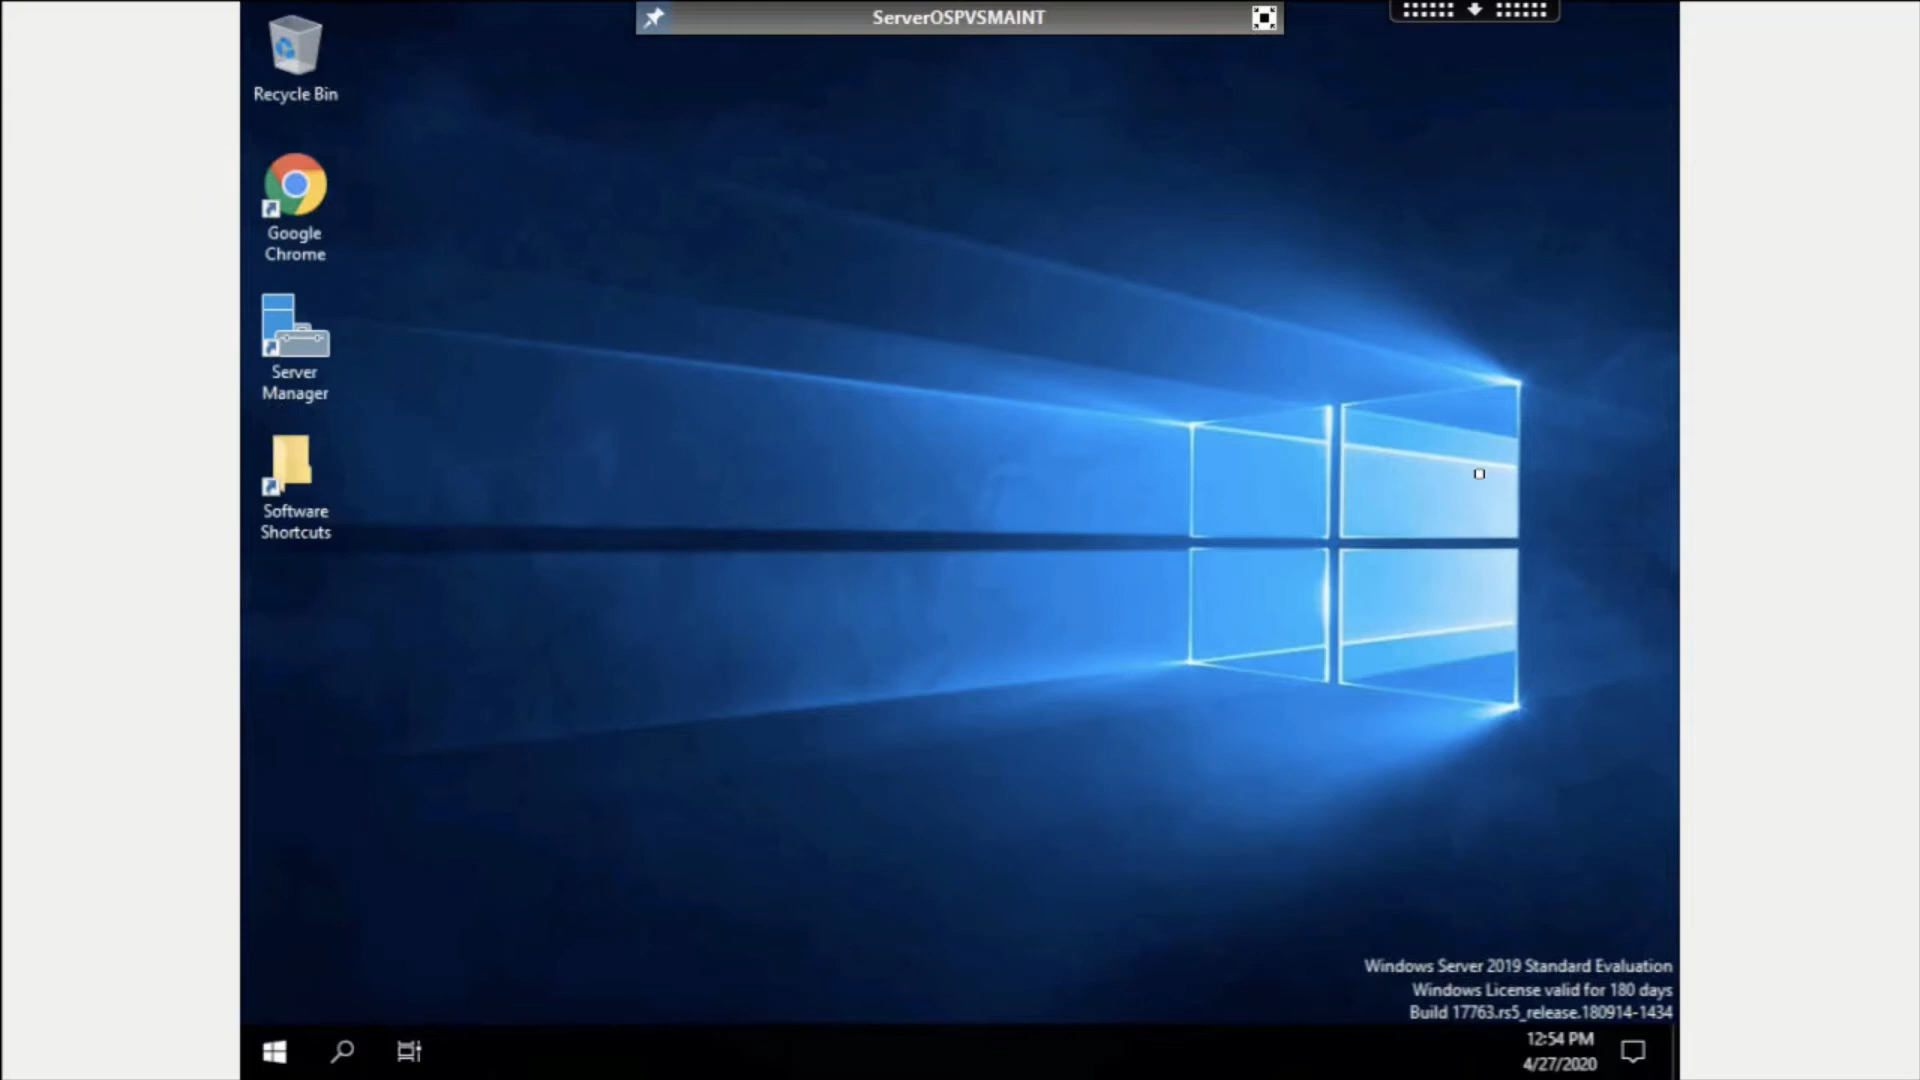 ServerOSPVSMAINT
Recycle Bin
Google
Chrome
Server
Manager
Software
Shortcuts
Windows Server 2019 Standard Evaluation
Windows License valid for 180 days
Build 17763.rs5_release.180914-1434
12:54 PM
4/27/2020